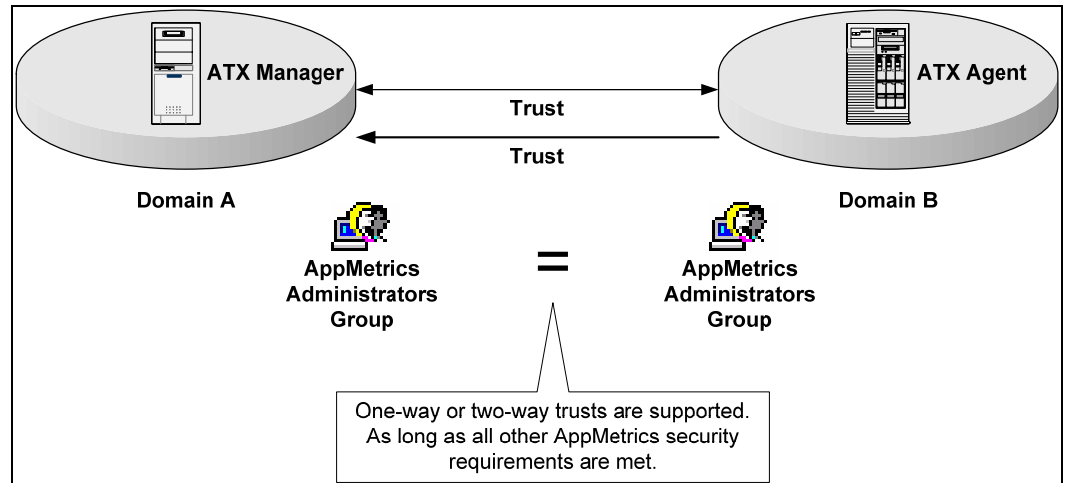 ATX Manager
ATX Agent
Trust
Trust
Domain A
Domain B
AppMetrics
Administrators
Group
=
AppMetrics
Administrators
Group
One-way or two-way trusts are supported.
As long as all other AppMetrics security
requirements are met.